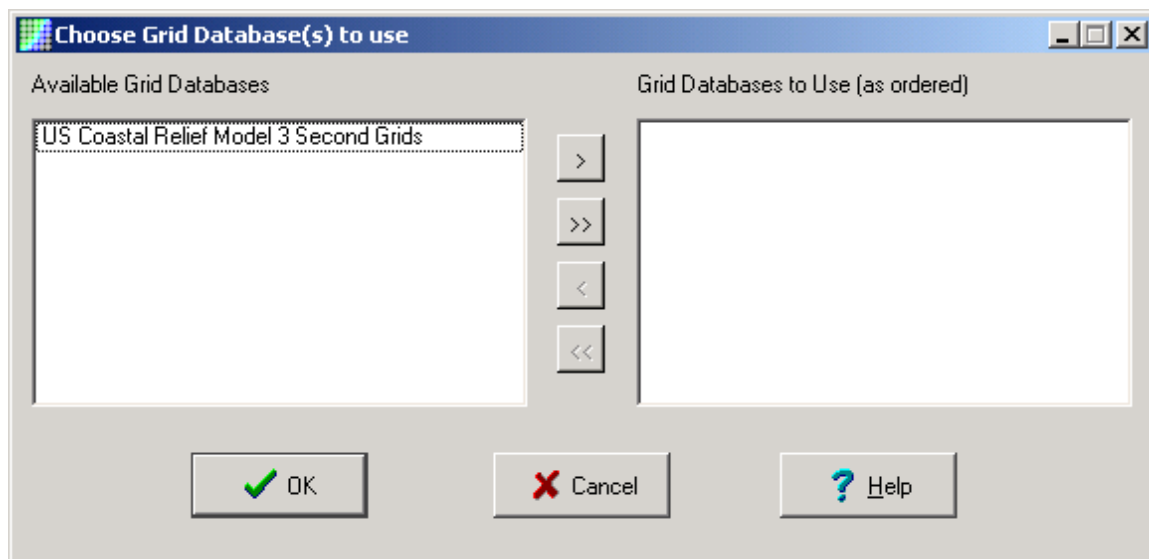 Choose Grid Database(s) to use
Available Grid Databases
Grid Databases to Use (as ordered)
US Coastal Relief Model 3 Second Grids
>
>>
<
<<
OK
Cancel
Help